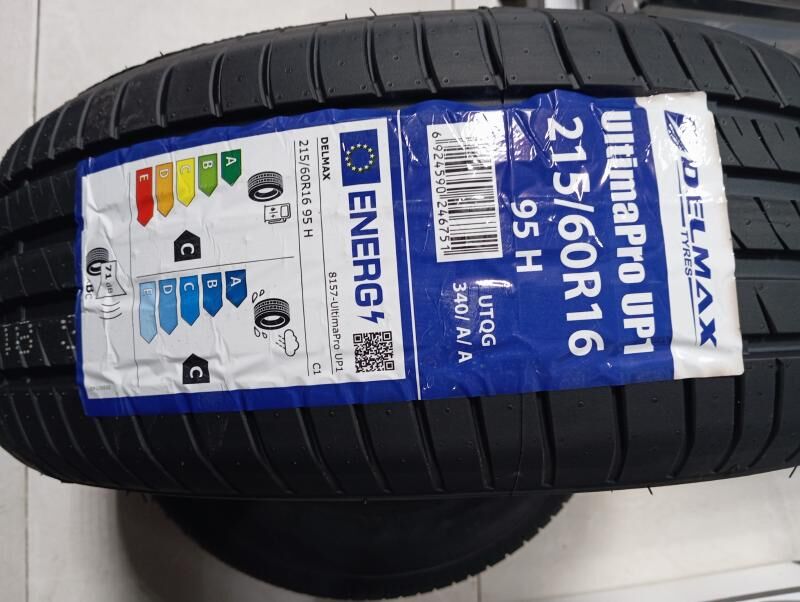 DELMAX
TYRES
UltimaPro UP1
215/60R16
95 H
UTQG
340/ A/ A
ENERG
DELMAX
8157-UltimaPro UP1
215/60R16 95 H
C1
A
B
C
D
E
C
A
B
C
D
E
C
71 dB